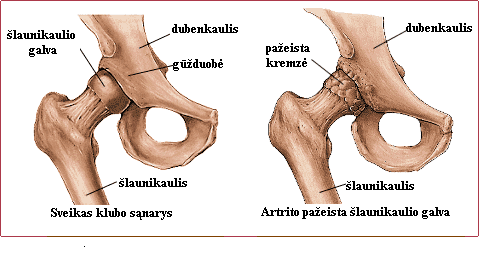 šlaunikaulio
galva
dubenkaulis
gūžduobė
šlaunikaulis
Sveikas klubo sąnarys
pažeista
kremzė
dubenkaulis
šlaunikaulis
Artrito pažeista šlaunikaulio galva